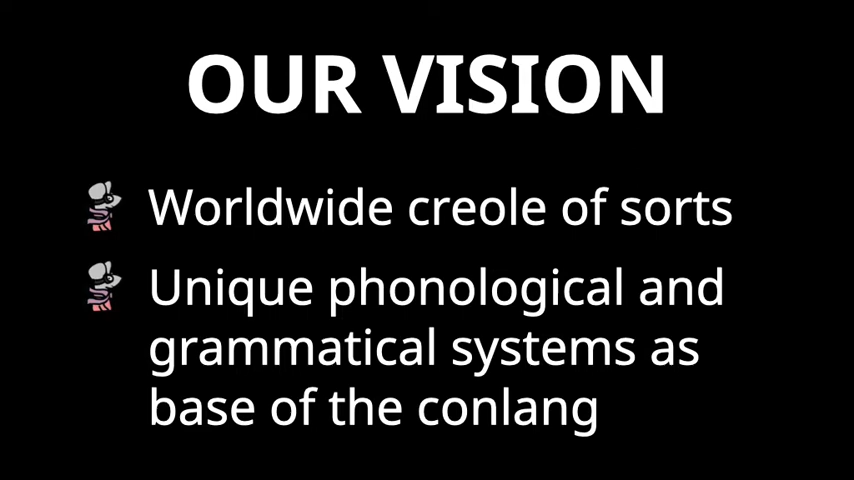 OUR VISION
Worldwide creole of sorts
Unique phonological and
grammatical systems as
base of the conlang